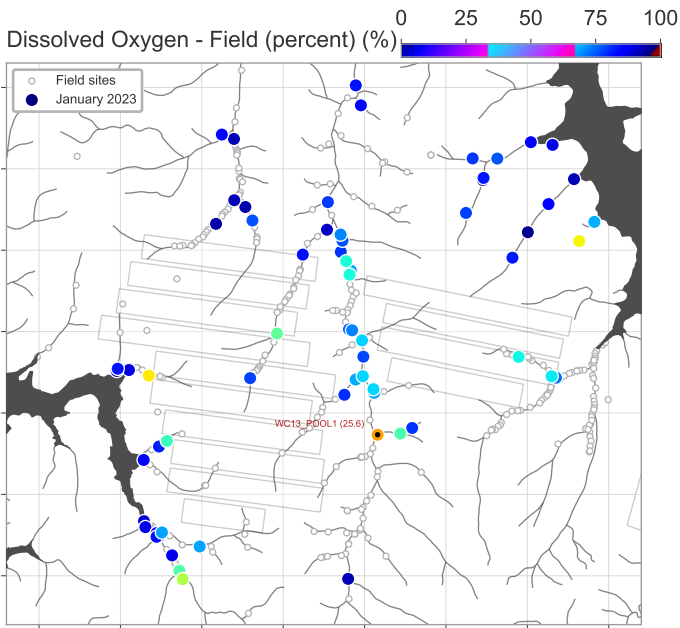 0 25 50 75 100
Dissolved Oxygen - Field (percent) (%)
Field sites
January 2023
WC13_POOL1 (25.6)